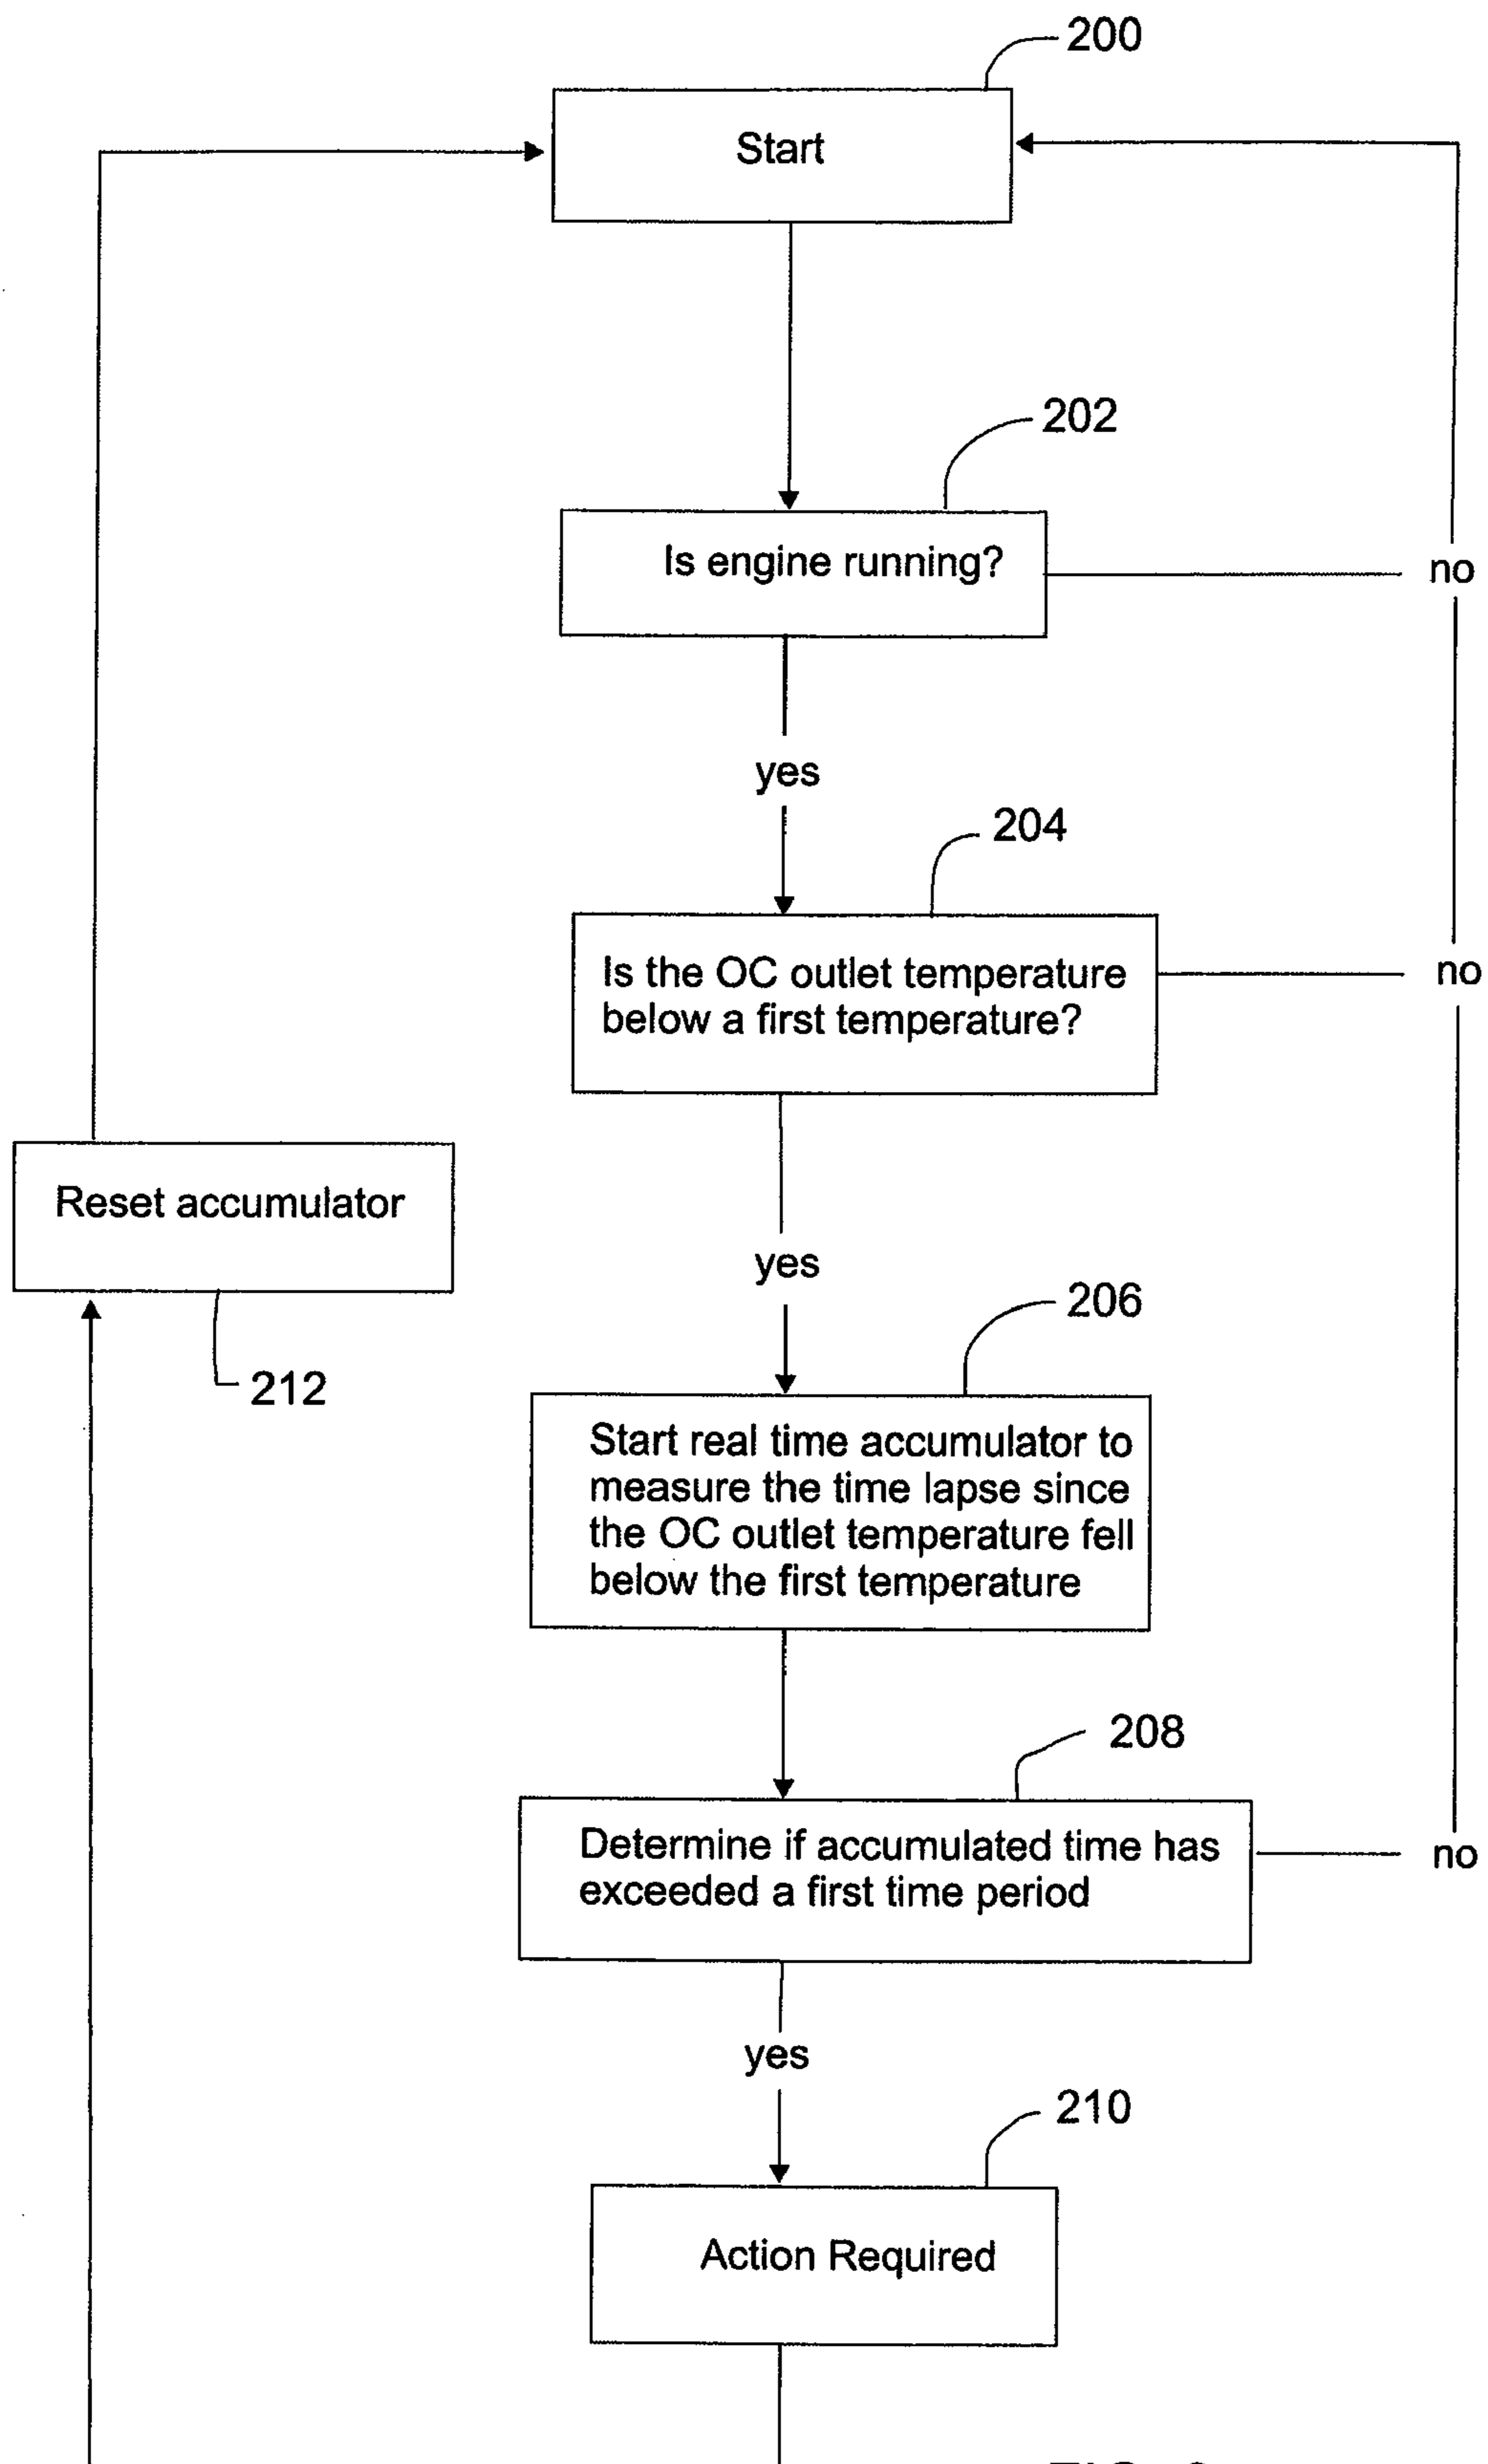 200
Start
202
Is engine running?
no
yes
204
Is the OC outlet temperature
below a first temperature?
no
Reset accumulator
yes
206
212
Start real time accumulator to
measure the time lapse since
the OC outlet temperature fell
below the first temperature
208
Determine if accumulated time has
exceeded a first time period
no
yes
210
Action Required